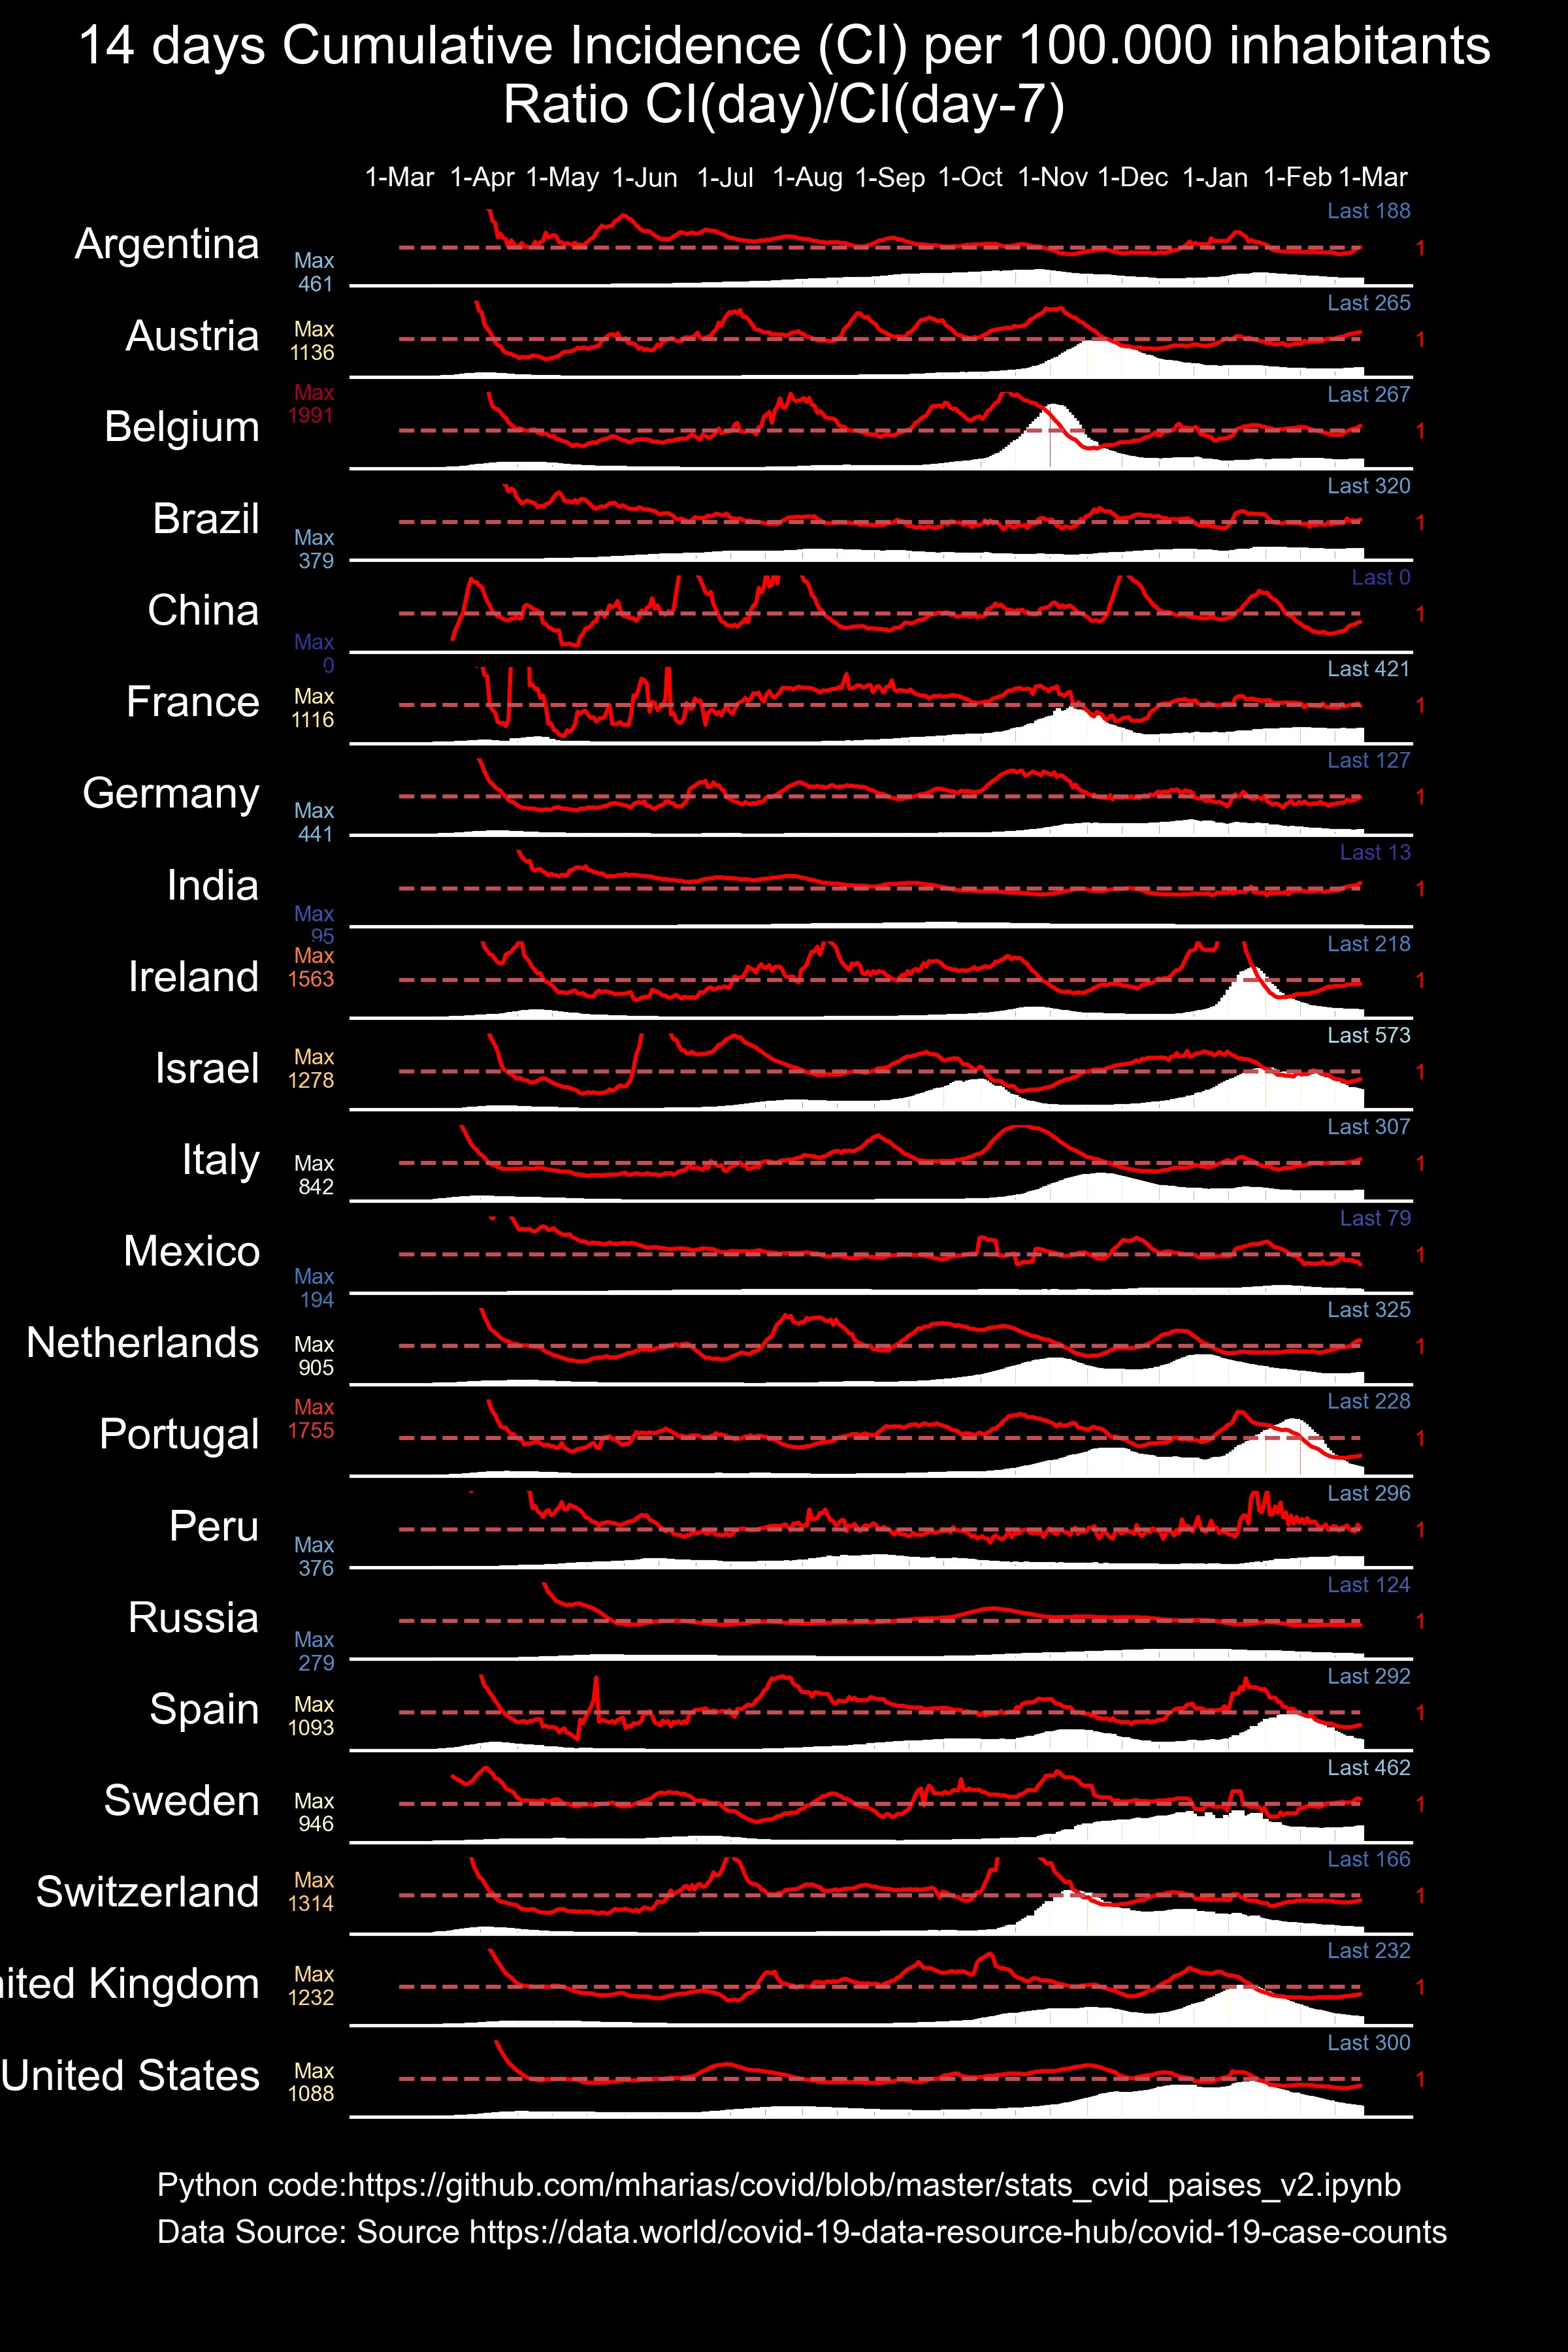 14 days Cumulative Incidence (CI) per 100.000 inhabitants
Ratio CI(day)/CI(day-7)
1-Mar 1-Apr 1-May 1-Jun 1-Jul 1-Aug 1-Sep 1-Oct 1-Nov 1-Dec 1-Jan 1-Feb 1-Mar
Last 188
Argentina
1
Max
461
Last 265
Austria
Max
1136
1
Last 267
Belgium
Max
1991
1
Last 320
Brazil
1
Max
379
Last 0
China
1
Max
0
Last 421
France
Max
1116
1
Last 127
Germany
1
Max
441
Last 13
India
1
Max
95
Last 218
Ireland
Max
1563
1
Last 573
Israel
Max
1278
1
Last 307
Italy
Max
842
1
Last 79
Mexico
1
Max
194
Last 325
Netherlands
Max
905
1
Last 228
Portugal
Max
1755
1
Last 296
Peru
1
Max
376
Last 124
Russia
1
Max
279
Last 292
Spain
Max
1093
1
Last 462
Sweden
Max
946
1
Last 166
Switzerland
Max
1314
1
Last 232
nited Kingdom
Max
1232
1
Last 300
United States
Max
1088
1
Python code:https://github.com/mharias/covid/blob/master/stats_cvid_paises_v2.ipynb
Data Source: Source https://data.world/covid-19-data-resource-hub/covid-19-case-counts